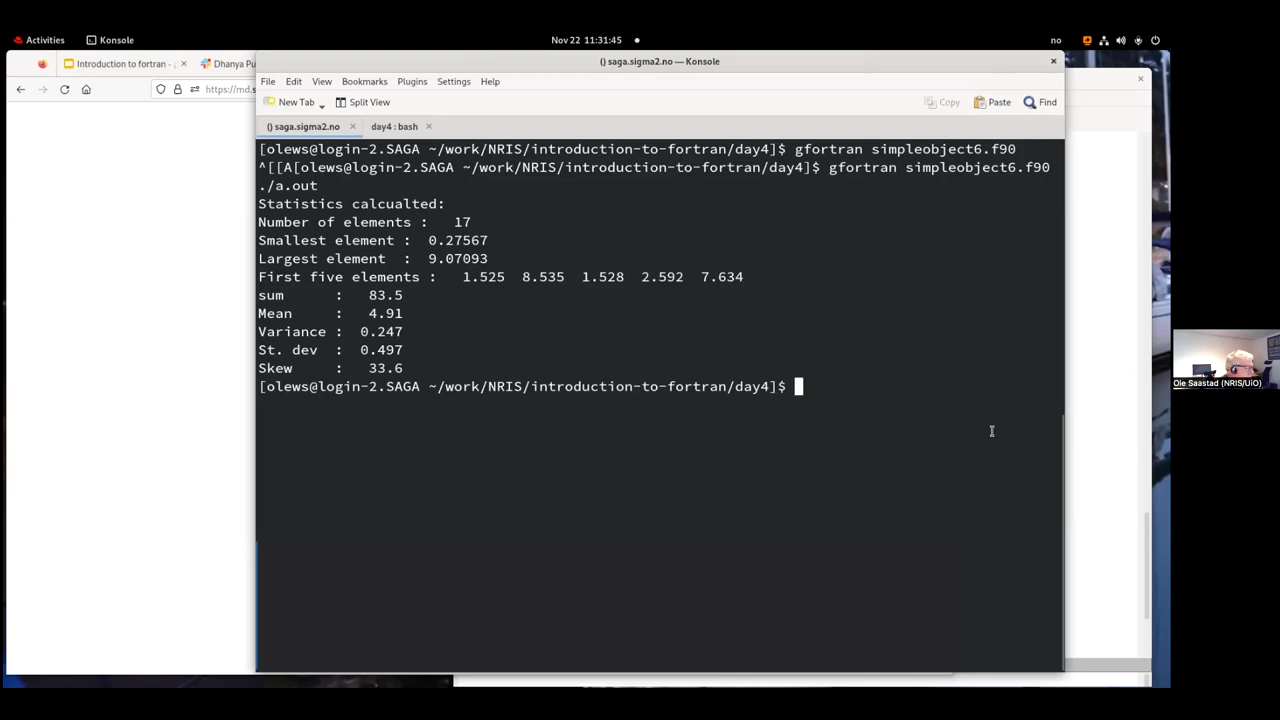 Activities Konsole Nov 22 11:31:45 no
() saga.sigma2.no — Konsole
Introduction to fortran - Dhanya Pu
File Edit View Bookmarks Plugins Settings Help
https://md.s
New Tab Split View Copy Paste Find
() saga.sigma2.no day4 : bash
[olews@login-2.SAGA ~/work/NRIS/introduction-to-fortran/day4]$ gfortran simpleobject6.f90
^[[A[olews@login-2.SAGA ~/work/NRIS/introduction-to-fortran/day4]$ gfortran simpleobject6.f90
./a.out
Statistics calcualted:
Number of elements :   17
Smallest element :  0.27567
Largest element  :  9.07093
First five elements :   1.525  8.535  1.528  2.592  7.634
sum      :   83.5
Mean     :   4.91
Variance :  0.247
St. dev  :  0.497
Skew     :   33.6
[olews@login-2.SAGA ~/work/NRIS/introduction-to-fortran/day4]$
Ole Saastad (NRIS/UiO)